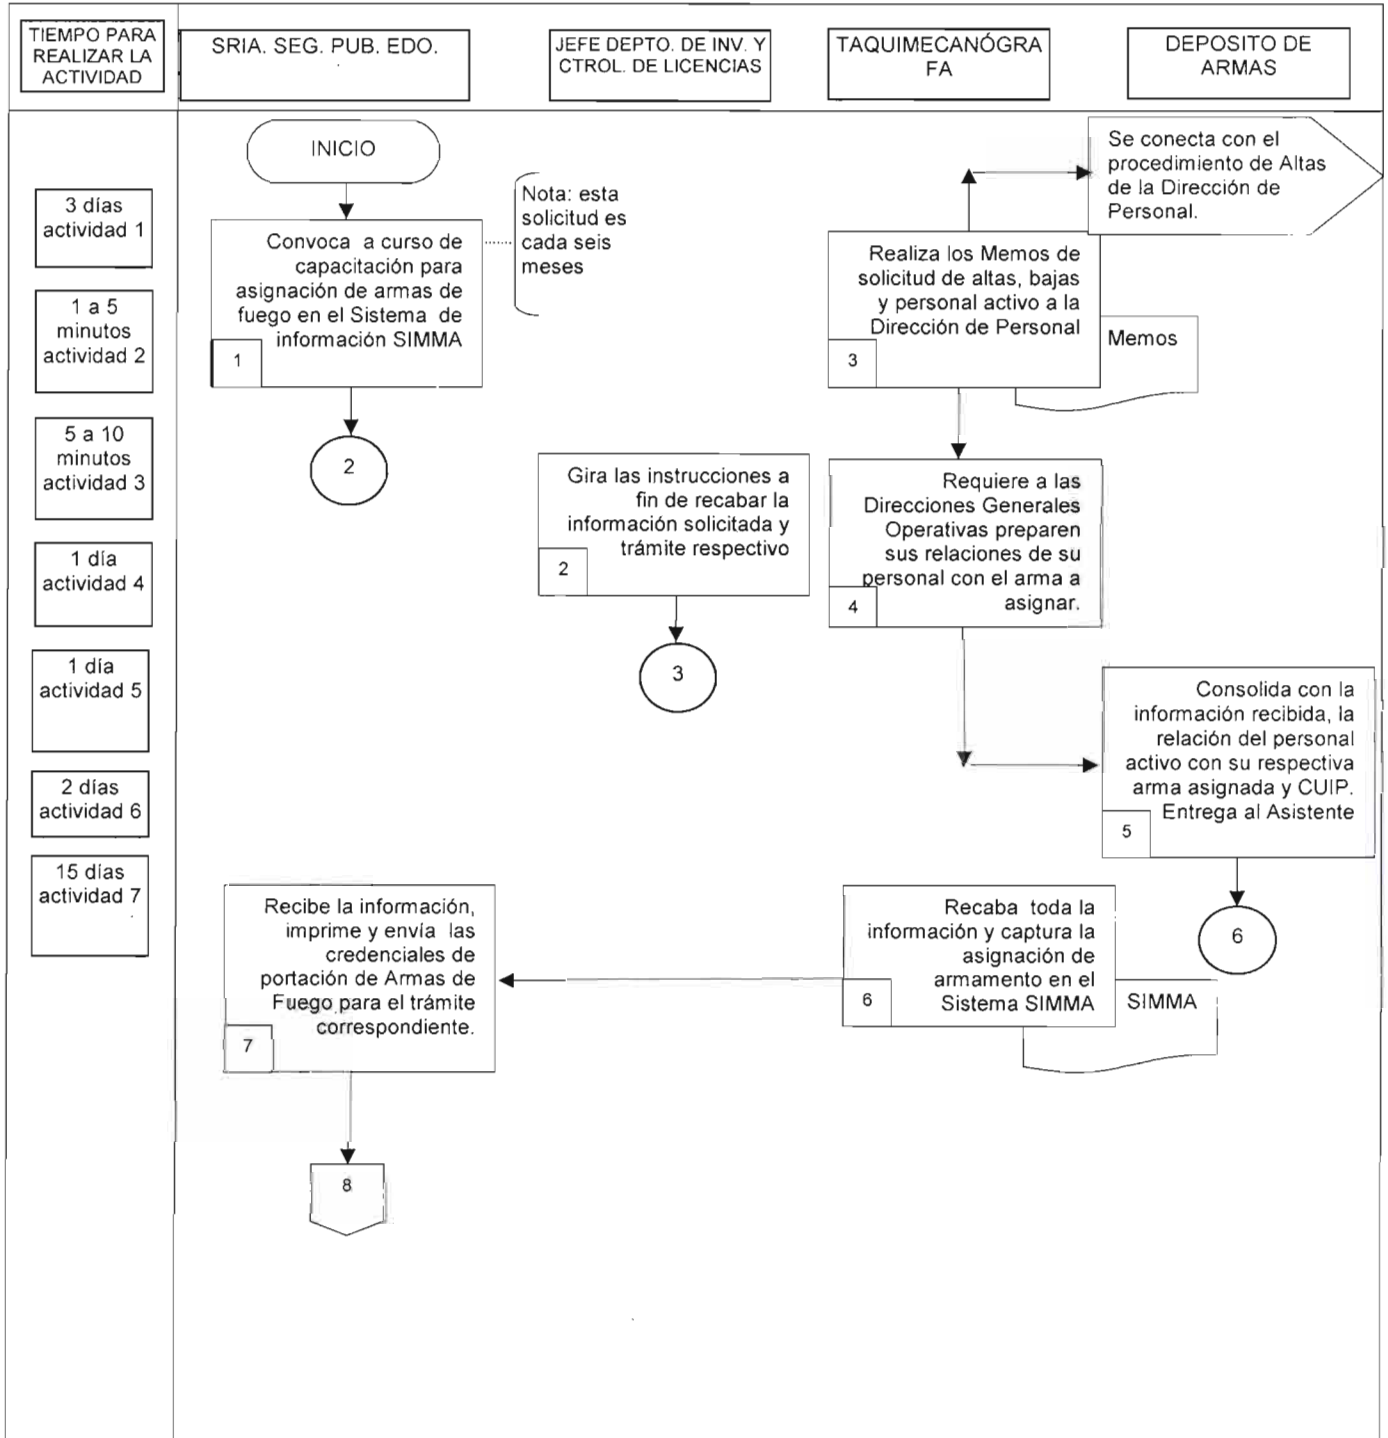 TIEMPO PARA
REALIZAR LA
ACTIVIDAD
SRIA. SEG. PUB. EDO.
JEFE DEPTO. DE INV. Y
CTROL. DE LICENCIAS
TAQUIMECANÓGRA
FA
DEPOSITO DE
ARMAS
3 días
actividad 1
1 a 5
minutos
actividad 2
5 a 10
minutos
actividad 3
1 día
actividad 4
1 día
actividad 5
2 días
actividad 6
15 días
actividad 7
INICIO
Convoca a curso de
capacitación para
asignación de armas de
fuego en el Sistema de
información SIMMA
1
Nota: esta
solicitud es
cada seis
meses
2
Gira las instrucciones a
fin de recabar la
información solicitada y
trámite respectivo
2
3
Se conecta con el
procedimiento de Altas
de la Dirección de
Personal.
Realiza los Memos de
solicitud de altas, bajas
y personal activo a la
Dirección de Personal
3
Memos
Requiere a las
Direcciones Generales
Operativas preparen
sus relaciones de su
personal con el arma a
asignar.
4
Consolida con la
información recibida, la
relación del personal
activo con su respectiva
arma asignada y CUIP.
Entrega al Asistente
5
6
Recaba toda la
información y captura la
asignación de
armamento en el
Sistema SIMMA
6
SIMMA
Recibe la información,
imprime y envía las
credenciales de
portación de Armas de
Fuego para el trámite
correspondiente.
7
8